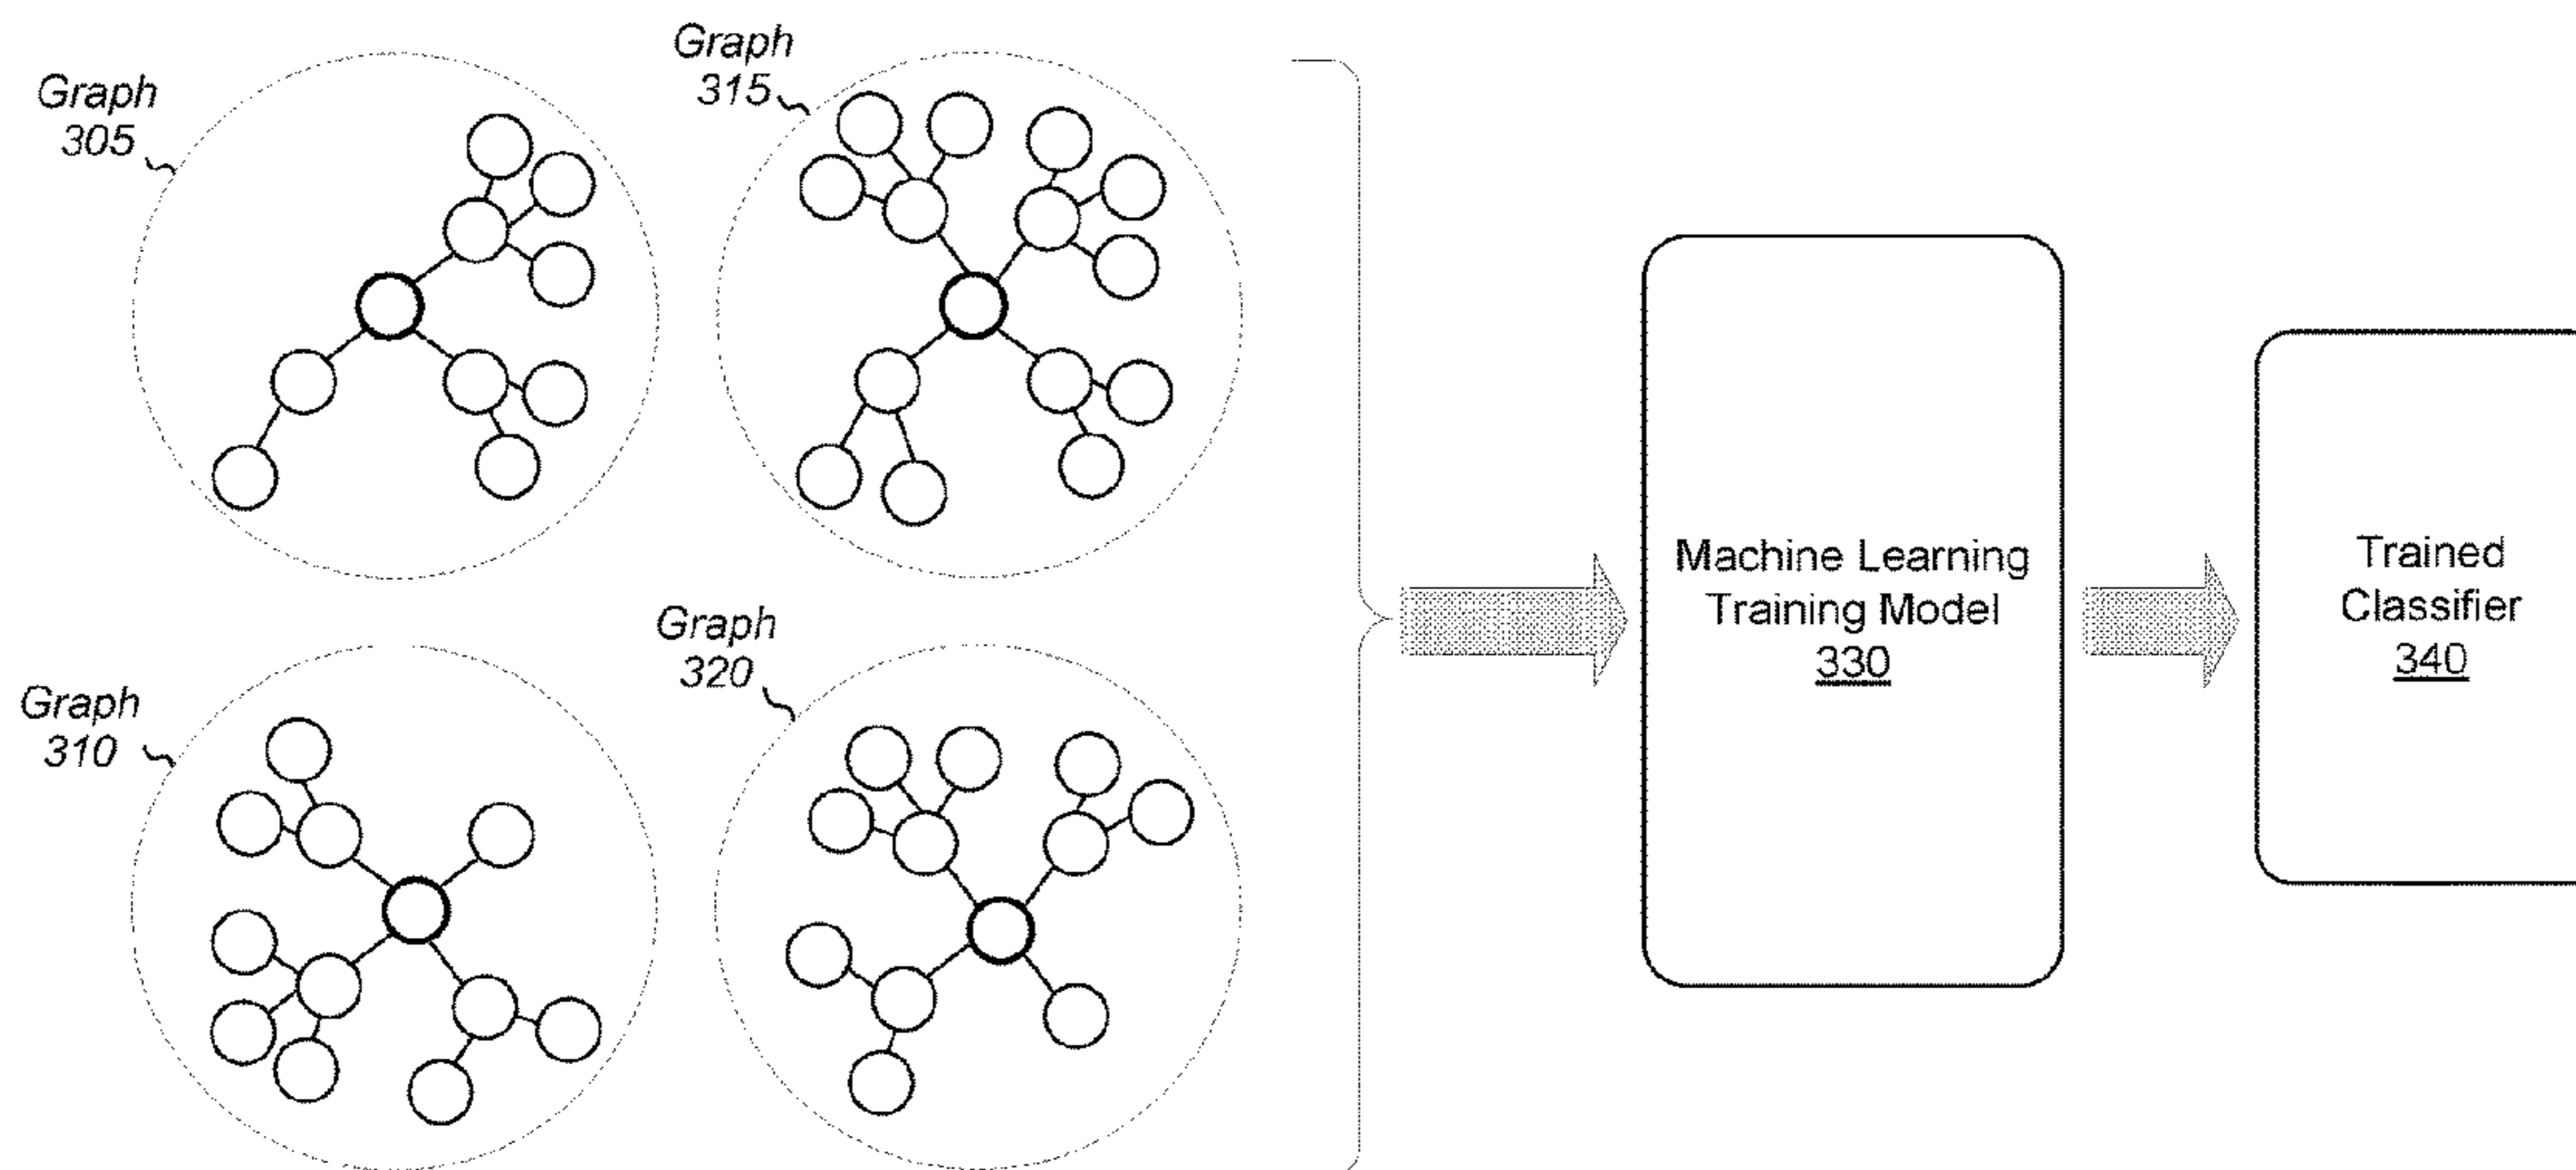 Graph
305
Graph
315
Graph
310
Graph
320
Machine Learning
Training Model
330
Trained
Classifier
340